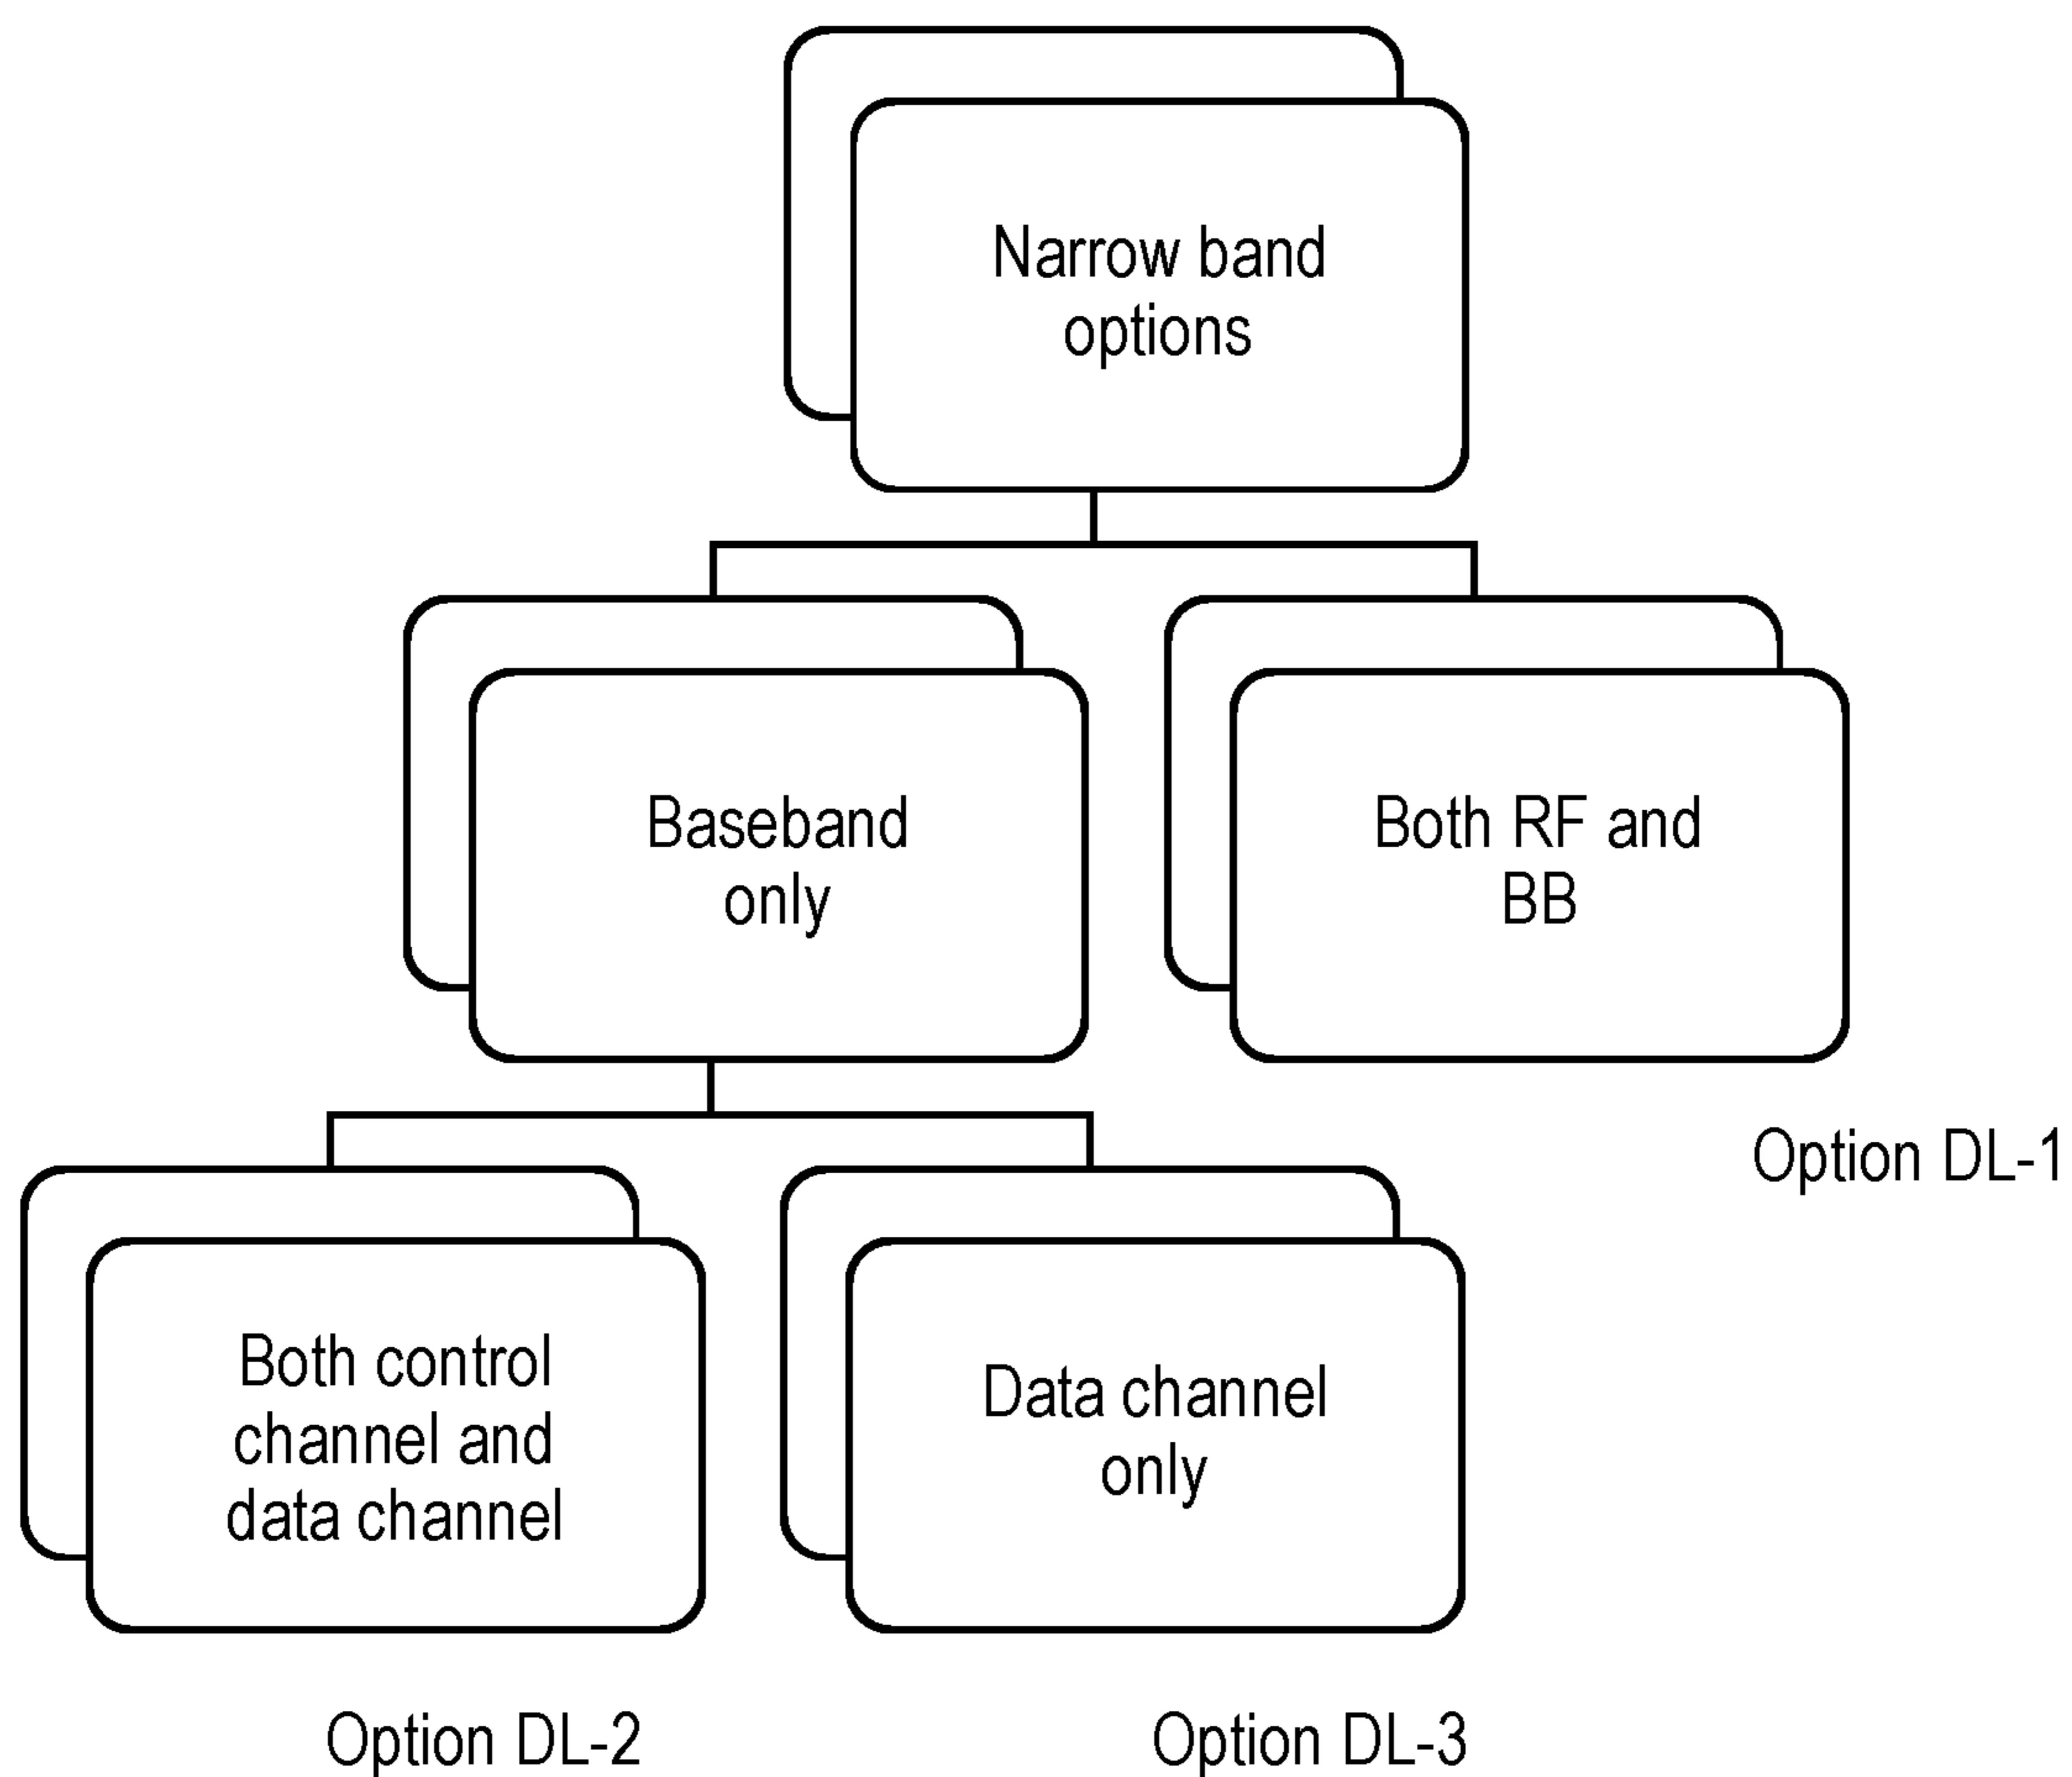 Narrow band
options
Baseband
only
Both RF and
BB
Option DL-1
Both control
channel and
data channel
Data channel
only
Option DL-2
Option DL-3